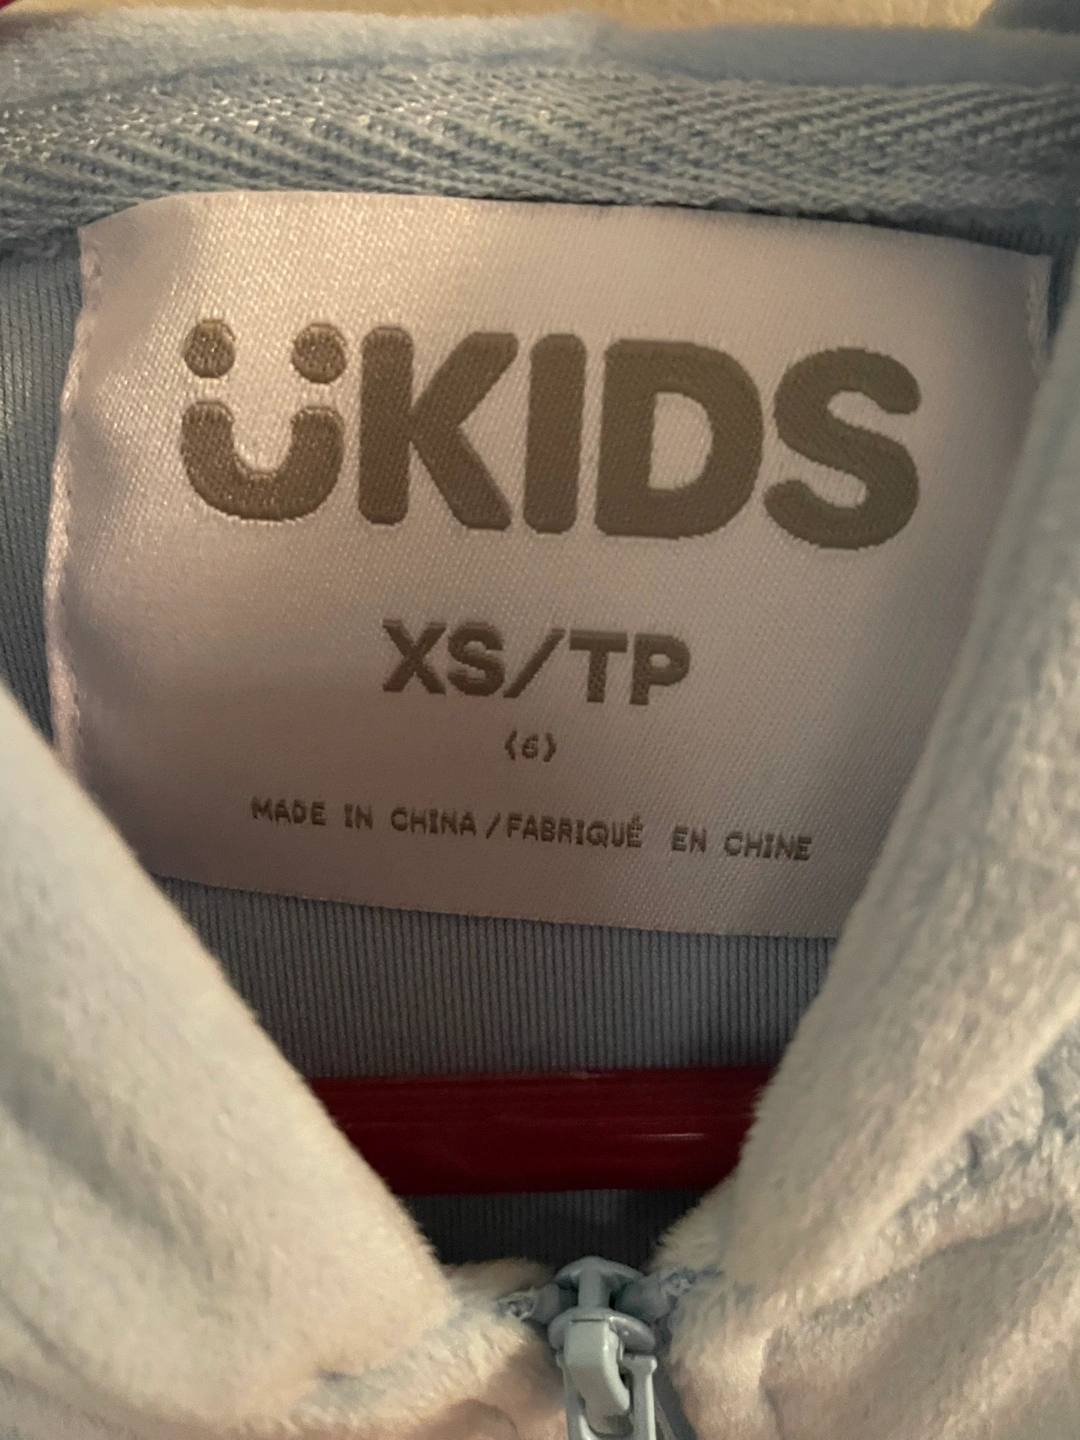 ÜKIDS
XS/TP
(6)
MADE IN CHINA / FABRIQUÉ EN CHINE